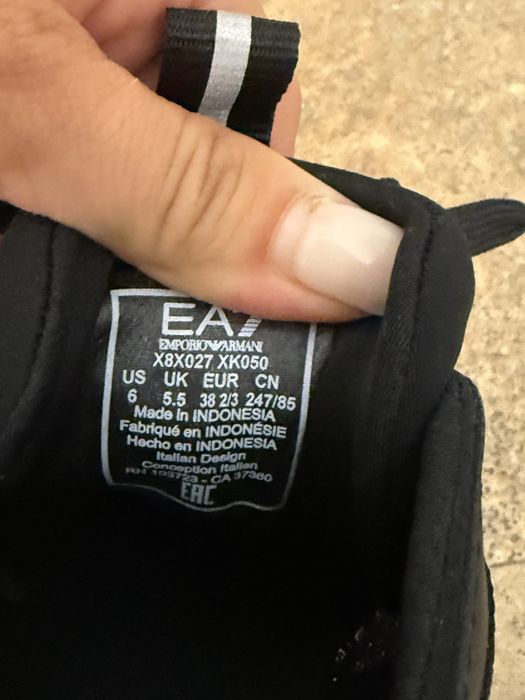 EA7
EMPORIO ARMANI
X8X027 XK050
US UK EUR CN
6 5.5 38 2/3 247/85
Made in INDONESIA
Fabriqué en INDONÉSIE
Hecho en INDONESIA
Italian Design
Conception Italien
RN 103723 - CA 37360
EAC